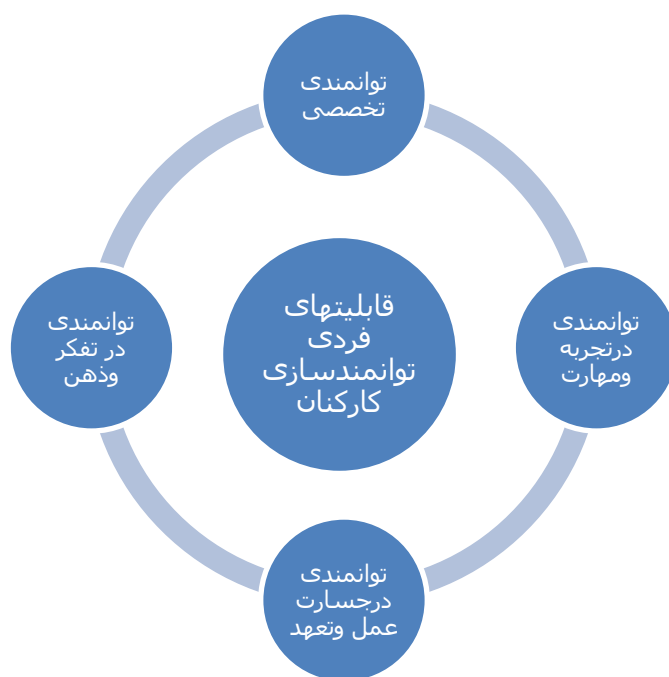 توانمندی
تخصصی
قابلیتهای
فردی
توانمندسازی
کارکنان
توانمندی
درتجربه
ومهارت
توانمندی
درجسارت
عمل وتعهد
توانمندی
در تفکر
وذهن